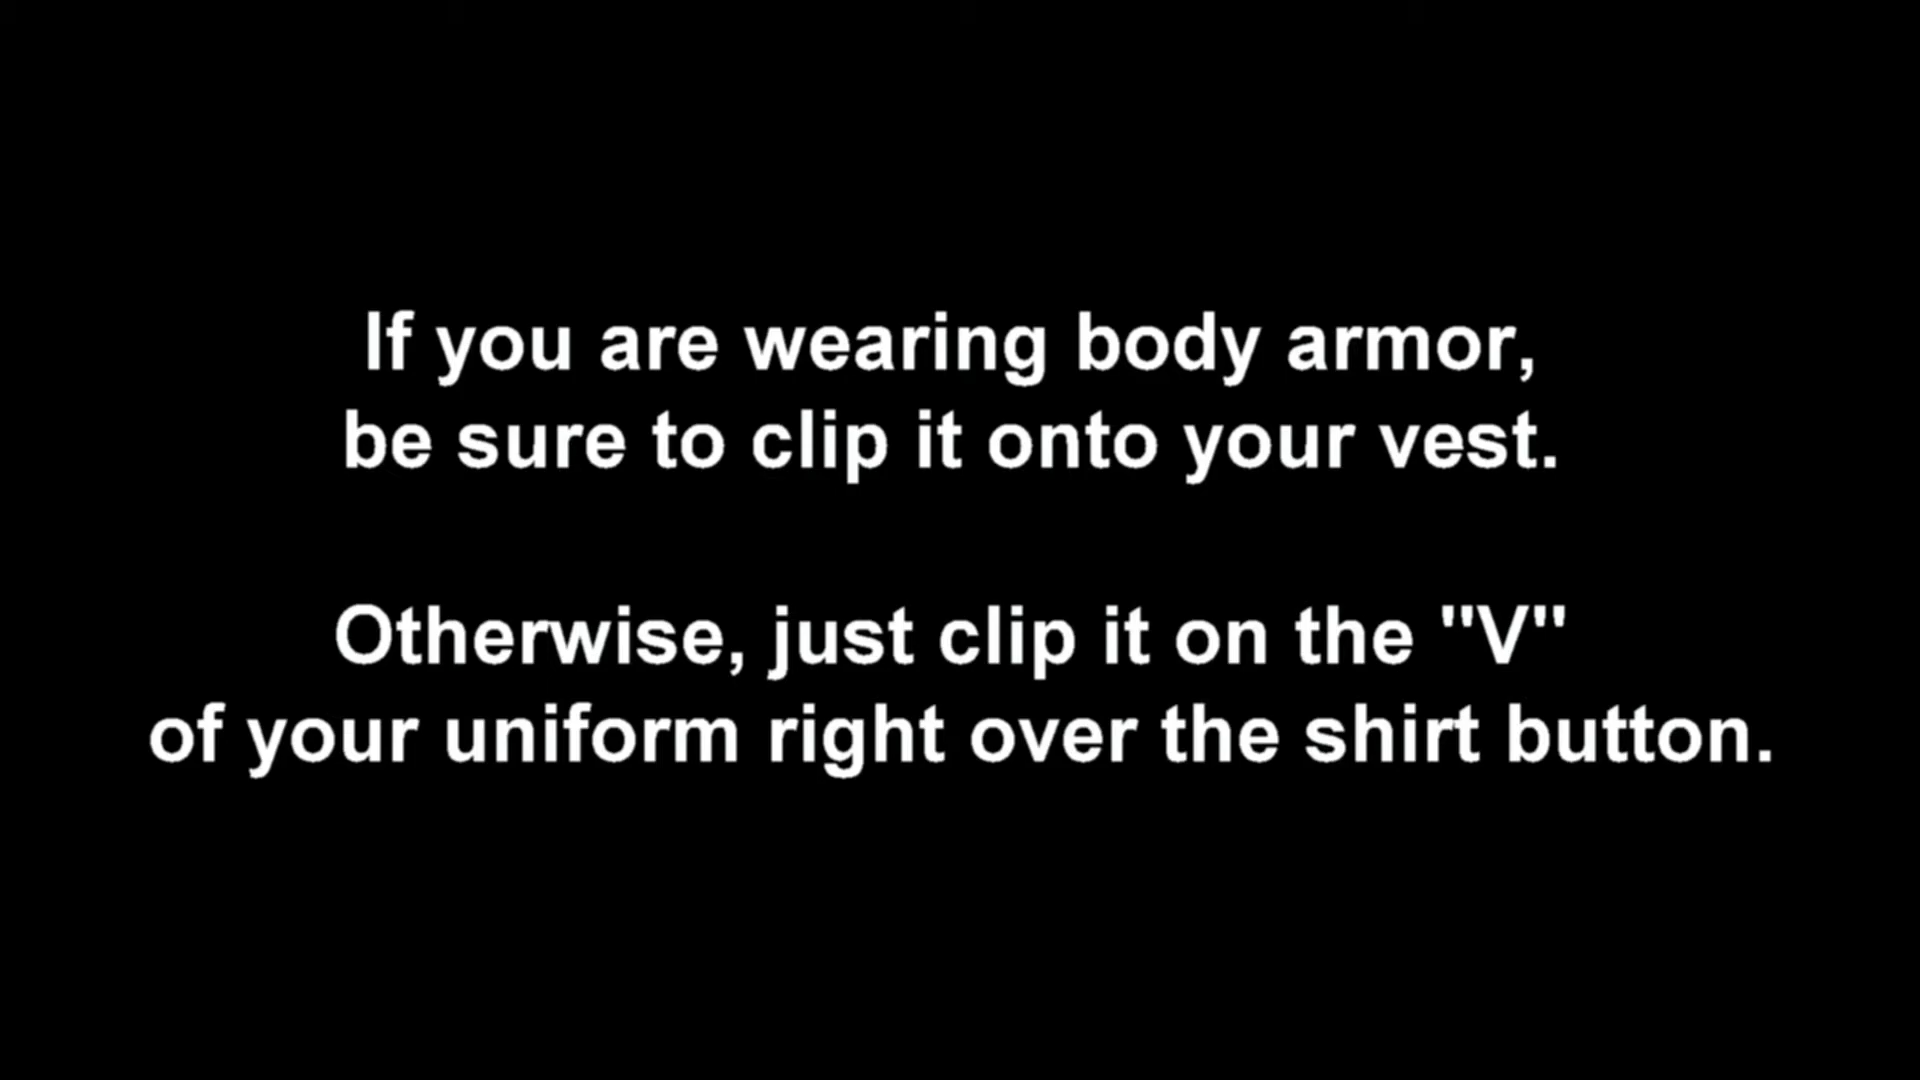 If you are wearing body armor,
be sure to clip it onto your vest.
Otherwise, just clip it on the "V"
of your uniform right over the shirt button.